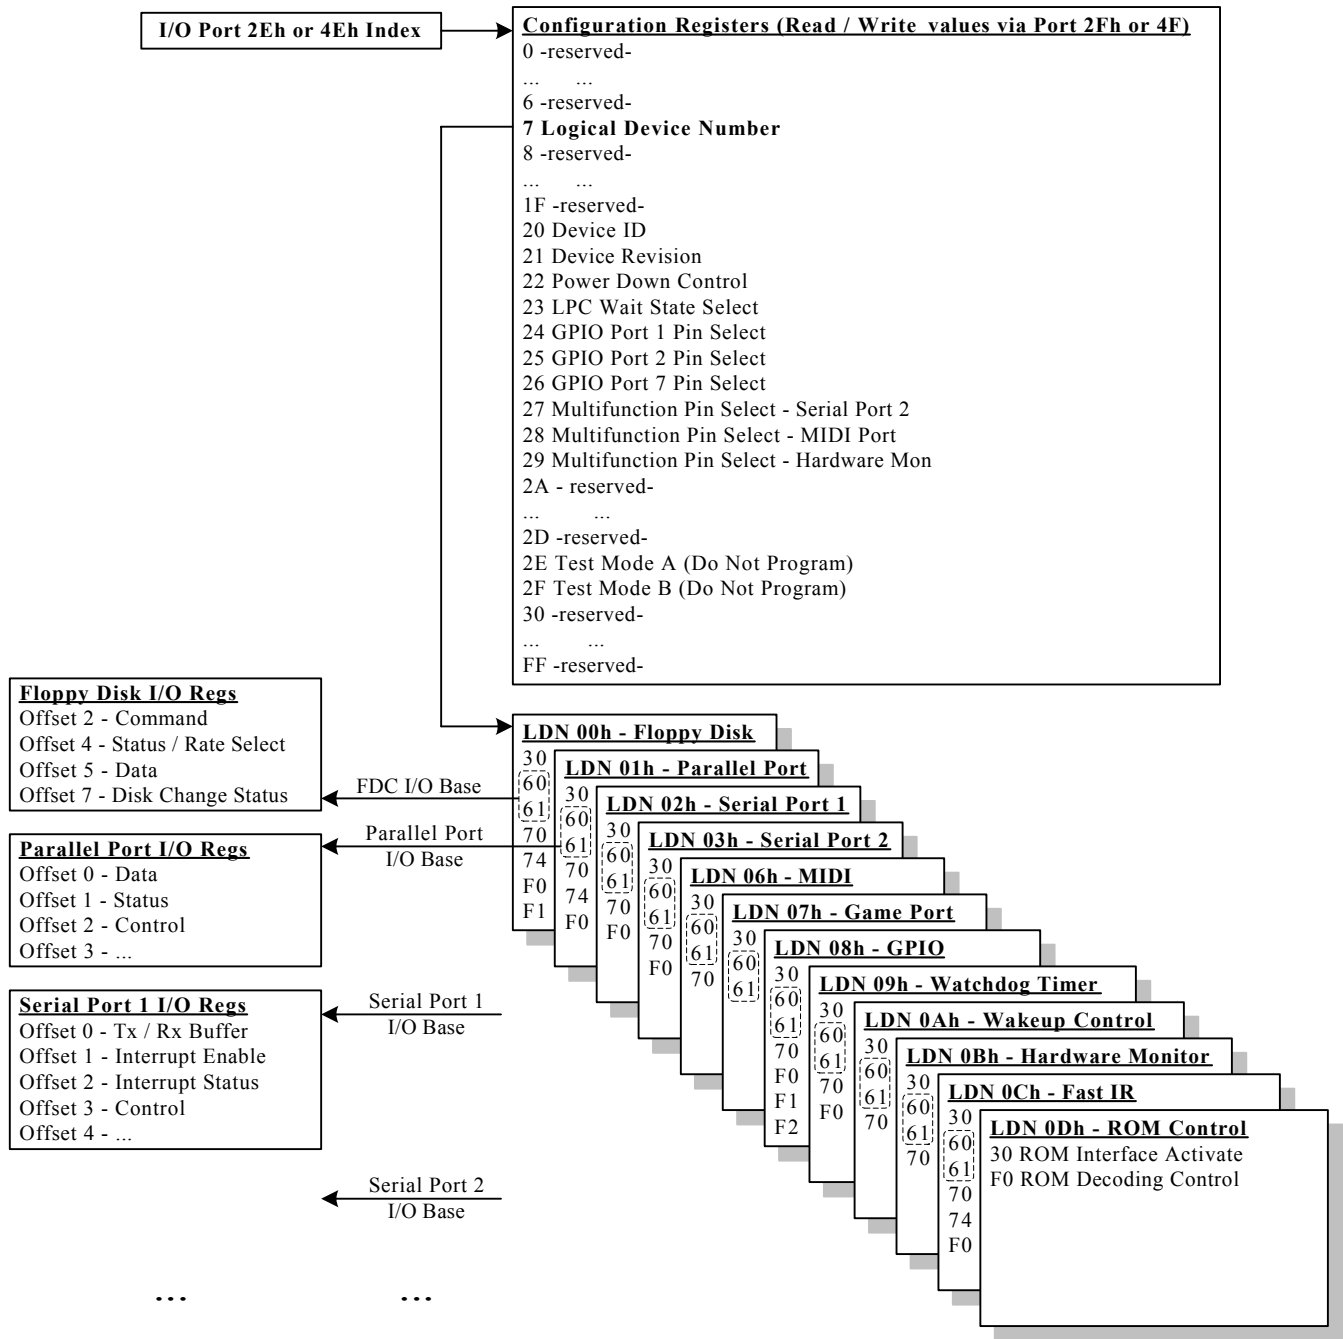 I/O Port 2Eh or 4Eh Index
Configuration Registers (Read / Write values via Port 2Fh or 4F)
0 -reserved-
... ...
6 -reserved-
7 Logical Device Number
8 -reserved-
... ...
1F -reserved-
20 Device ID
21 Device Revision
22 Power Down Control
23 LPC Wait State Select
24 GPIO Port 1 Pin Select
25 GPIO Port 2 Pin Select
26 GPIO Port 7 Pin Select
27 Multifunction Pin Select - Serial Port 2
28 Multifunction Pin Select - MIDI Port
29 Multifunction Pin Select - Hardware Mon
2A - reserved-
... ...
2D -reserved-
2E Test Mode A (Do Not Program)
2F Test Mode B (Do Not Program)
30 -reserved-
... ...
FF -reserved-
Floppy Disk I/O Regs
Offset 2 - Command
Offset 4 - Status / Rate Select
Offset 5 - Data
Offset 7 - Disk Change Status
FDC I/O Base
Parallel Port I/O Regs
Offset 0 - Data
Offset 1 - Status
Offset 2 - Control
Offset 3 - ...
Parallel Port
I/O Base
Serial Port 1 I/O Regs
Offset 0 - Tx / Rx Buffer
Offset 1 - Interrupt Enable
Offset 2 - Interrupt Status
Offset 3 - Control
Offset 4 - ...
Serial Port 1
I/O Base
Serial Port 2
I/O Base
... ...
LDN 00h - Floppy Disk
30
60
61
70
74
F0
F1
LDN 01h - Parallel Port
30
60
61
70
74
F0
LDN 02h - Serial Port 1
30
60
61
70
F0
LDN 03h - Serial Port 2
30
60
61
70
F0
LDN 06h - MIDI
30
60
61
70
LDN 07h - Game Port
30
60
61
LDN 08h - GPIO
30
60
61
70
F0
F1
F2
LDN 09h - Watchdog Timer
30
60
61
70
F0
LDN 0Ah - Wakeup Control
30
60
61
70
LDN 0Bh - Hardware Monitor
30
60
61
70
LDN 0Ch - Fast IR
30
60
61
70
74
F0
LDN 0Dh - ROM Control
30 ROM Interface Activate
F0 ROM Decoding Control